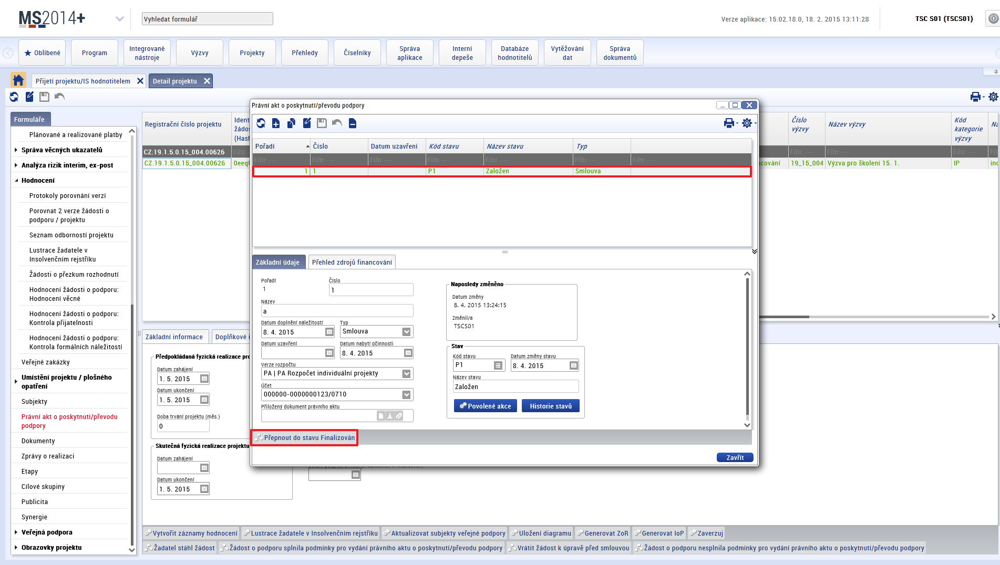 MS2014+
Vyhledat formulář
Verze aplikace: 15.02.18.0, 18. 2. 2015 13:11:28
TSC S01 (TSCS01)
Oblíbené
Program
Integrované
nástroje
Výzvy
Projekty
Přehledy
Číselníky
Správa
aplikace
Interní
depeše
Databáze
hodnotitelů
Vytěžování
dat
Správa
dokumentů
Přijetí projektu/IS hodnotitelem
Detail projektu
Formuláře
Plánované a realizované platby
Správa věcných ukazatelů
Analýza rizik interim, ex-post
Hodnocení
Protokoly porovnání verzí
Porovnat 2 verze žádosti o
podporu / projektu
Seznam odborností projektu
Lustrace žadatele v
Insolvenčním rejstříku
Žádosti o přezkum rozhodnutí
Hodnocení žádosti o podporu:
Hodnocení věcné
Hodnocení žádosti o podporu:
Kontrola přijatelnosti
Hodnocení žádosti o podporu:
Kontrola formálních náležitostí
Veřejné zakázky
Umístění projektu / plošného
opatření
Subjekty
Právní akt o poskytnutí/převodu
podpory
Dokumenty
Zprávy o realizaci
Etapy
Cílové skupiny
Publicita
Synergie
Veřejná podpora
Obrazovky projektu
Registrační číslo projektu
Ident
žádos
(Hash
CZ.19.1.5.0.15_004.00626
Filtr
CZ.19.1.5.0.15_004.00626
Číslo
výzvy
Název výzvy
Kód
kategorie
výzvy
Filtr ---
Filtr ---
Filtr ---
Filtr
19_15_004
Výzva pro školení 15. 1.
IP
Základní informace
Doplňkové i
Předpokládaná fyzická realizace pro
Datum zahájení
1. 5. 2015
Datum ukončení
1. 5. 2015
Doba trvání projektu (měs.)
0
Skutečná fyzická realizace projektu
Datum zahájení
Datum ukončení
1. 5. 2015
Právní akt o poskytnutí/převodu podpory
Pořadí
Číslo
Datum uzavření
Kód stavu
Název stavu
Typ
Filtr ---
Filtr ---
Filtr ---
Filtr ---
Filtr ---
Filtr ---
Filtr ---
1
1
P1
Založen
Smlouva
Základní údaje
Přehled zdrojů financování
Pořadí
1
Číslo
1
Název
a
Datum doplnění náležitostí
8. 4. 2015
Typ
Smlouva
Datum uzavření
Datum nabytí účinnosti
8. 4. 2015
Verze rozpočtu
PA | PA Rozpočet individuální projekty
Účet
000000-0000000123/0710
Přiložený dokument právního aktu
Naposledy změněno
Datum změny
8. 4. 2015 13:24:15
Změnil/a
TSCS01
Stav
Kód stavu
P1
Datum změny stavu
8. 4. 2015
Název stavu
Založen
Povolené akce
Historie stavů
Přepnout do stavu Finalizován
Zavřít
Vytvořit záznamy hodnocení
Lustrace žadatele v Insolvenčním rejstříku
Aktualizovat subjekty veřejné podpory
Uložení diagramu
Generovat ZoR
Generovat IoP
Zaverzuj
Žadatel stáhl žádost
Žádost o podporu splnila podmínky pro vydání právního aktu o poskytnutí/převodu podpory
Vrátit žádost k úpravě před smlouvou
Žádost o podporu nesplnila podmínky pro vydání právního aktu o poskytnutí/převodu podpory